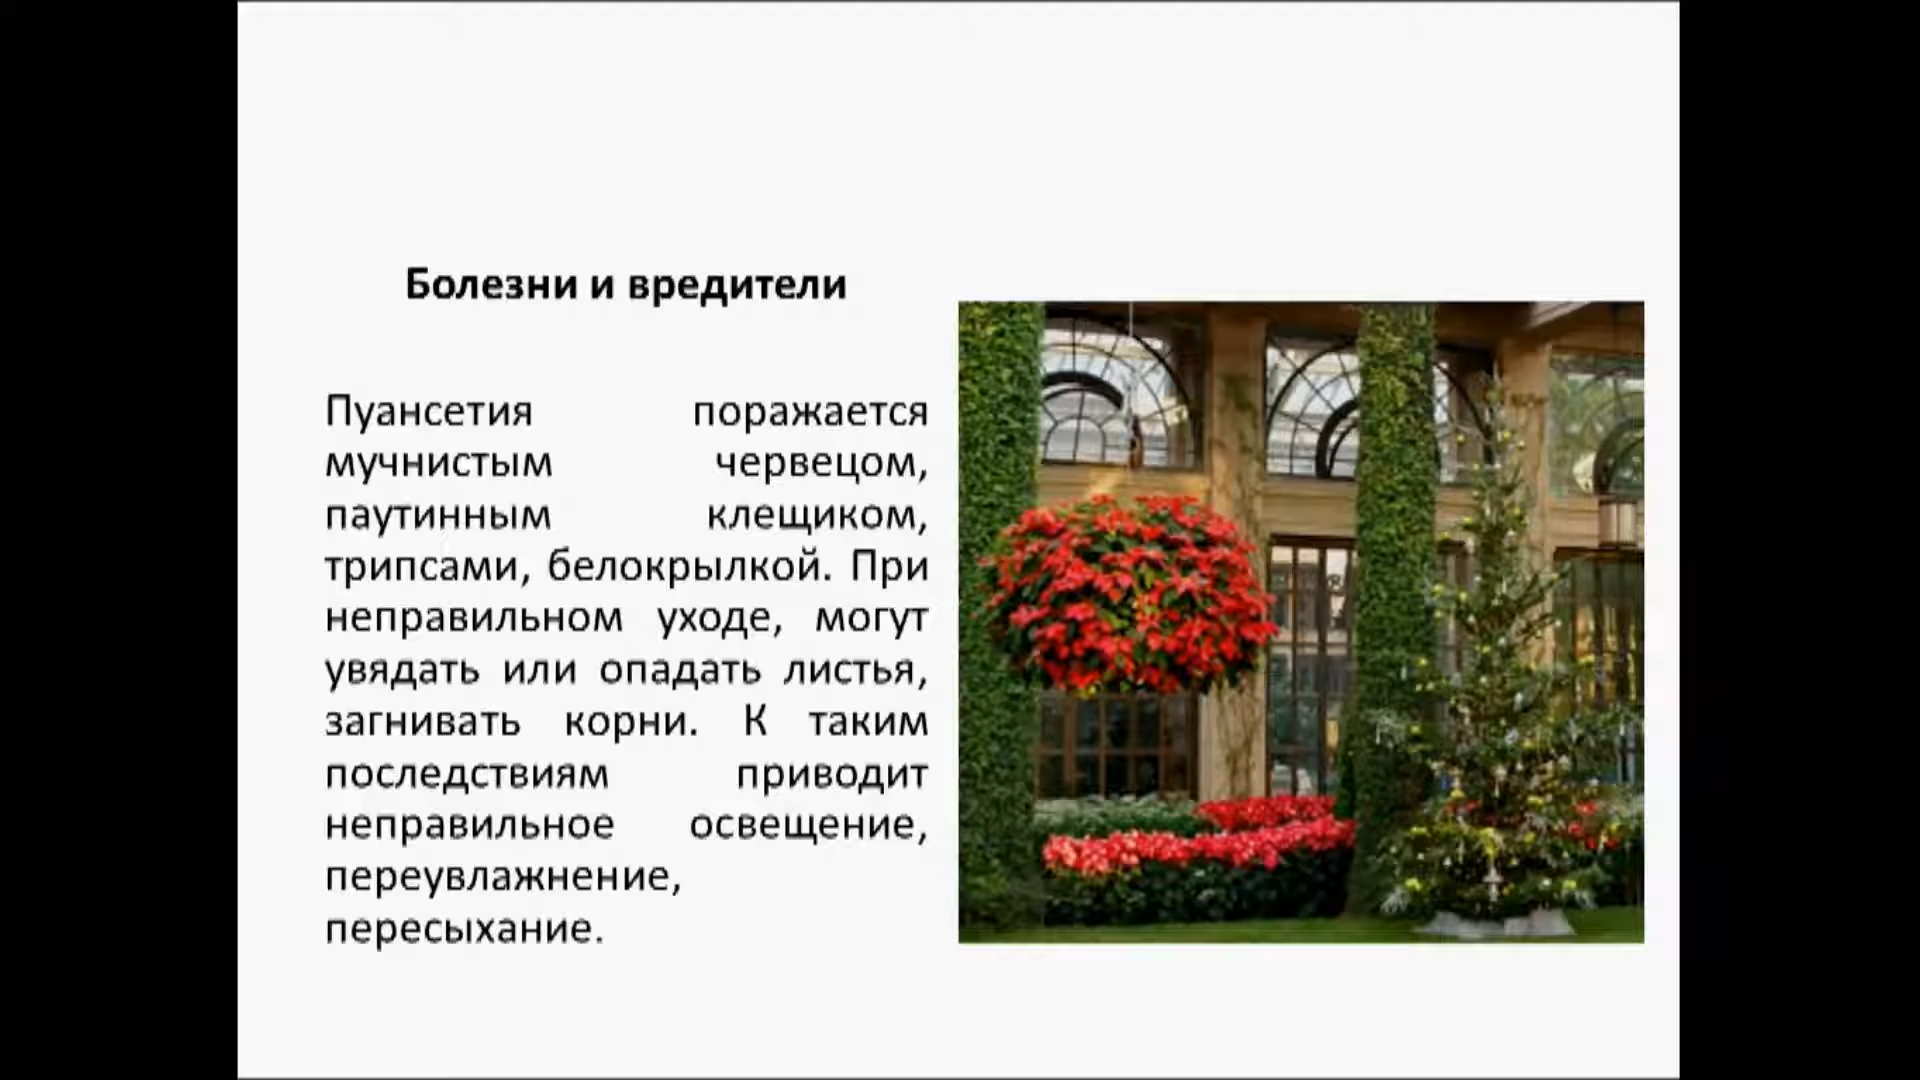 Болезни и вредители
Пуансетия поражается
мучнистым червецом,
паутинным клещиком,
трипсами, белокрылкой. При
неправильном уходе, могут
увядать или опадать листья,
загнивать корни. К таким
последствиям приводит
неправильное освещение,
переувлажнение,
пересыхание.